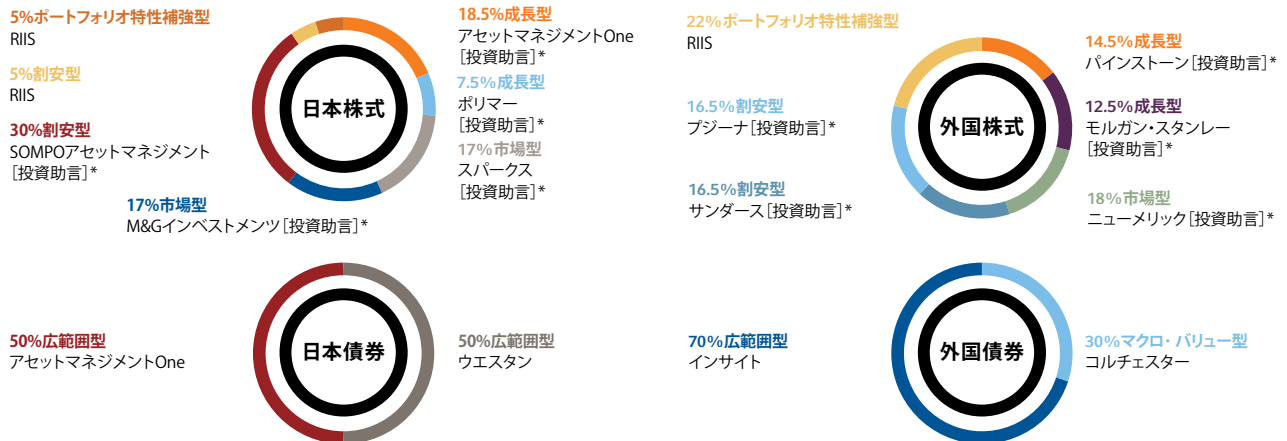 5%ポートフォリオ特性補強型
RIIS
5%割安型
RIIS
30%割安型
SOMPOアセットマネジメント
[投資助言]*
17%市場型
M&Gインベストメンツ[投資助言]*
日本株式
18.5%成長型
アセットマネジメントOne
[投資助言]*
7.5%成長型
ポリマー
[投資助言]*
17%市場型
スパークス
[投資助言]*
22%ポートフォリオ特性補強型
RIIS
16.5%割安型
プジーナ[投資助言]*
16.5%割安型
サンダース[投資助言]*
外国株式
14.5%成長型
パインストーン[投資助言]*
12.5%成長型
モルガン・スタンレー
[投資助言]*
18%市場型
ニューメリック[投資助言]*
50%広範囲型
アセットマネジメントOne
日本債券
50%広範囲型
ウエスタン
70%広範囲型
インサイト
外国債券
30%マクロ・バリュー型
コルチェスター